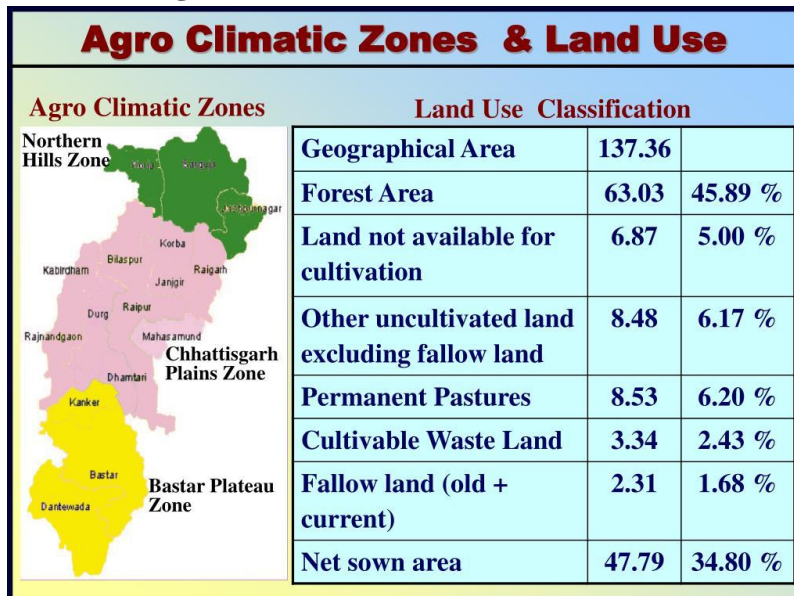 Agro Climatic Zones & Land Use
Agro Climatic Zones
Northern
Hills Zone
Koria
Sarguja
Jashpurnagar
Korba
Bilaspur
Kabirdham
Raigarh
Janjgir
Raipur
Durg
Rajnandgaon
Mahasamund
Chhattisgarh
Plains Zone
Dhamtari
Kanker
Bastar
Bastar Plateau
Zone
Dantewada
Land Use Classification
Geographical Area 137.36
Forest Area 63.03 45.89 %
Land not available for 6.87 5.00 %
cultivation
Other uncultivated land 8.48 6.17 %
excluding fallow land
Permanent Pastures 8.53 6.20 %
Cultivable Waste Land 3.34 2.43 %
Fallow land (old + 2.31 1.68 %
current)
Net sown area 47.79 34.80 %